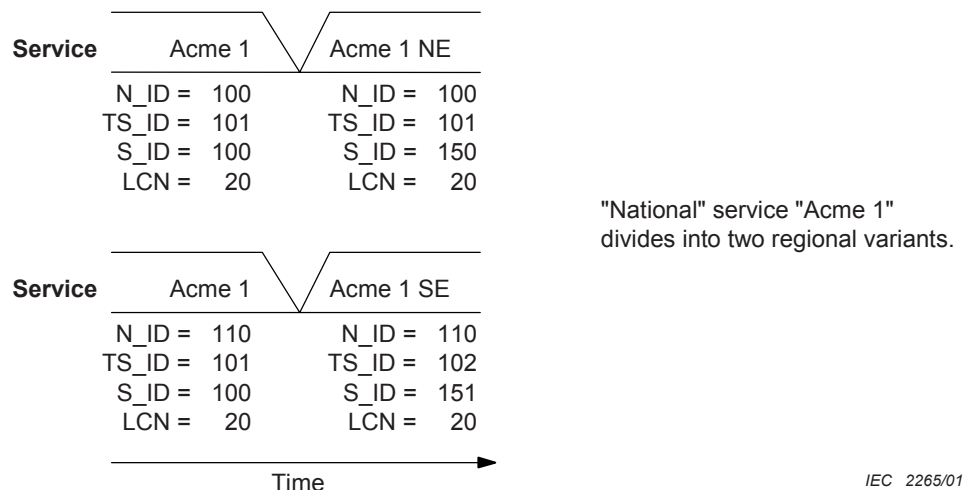 Service Acme 1 Acme 1 NE
N_ID = 100 N_ID = 100
TS_ID = 101 TS_ID = 101
S_ID = 100 S_ID = 150
LCN = 20 LCN = 20
"National" service "Acme 1"
divides into two regional variants.
Service Acme 1 Acme 1 SE
N_ID = 110 N_ID = 110
TS_ID = 101 TS_ID = 102
S_ID = 100 S_ID = 151
LCN = 20 LCN = 20
Time
IEC 2265/01